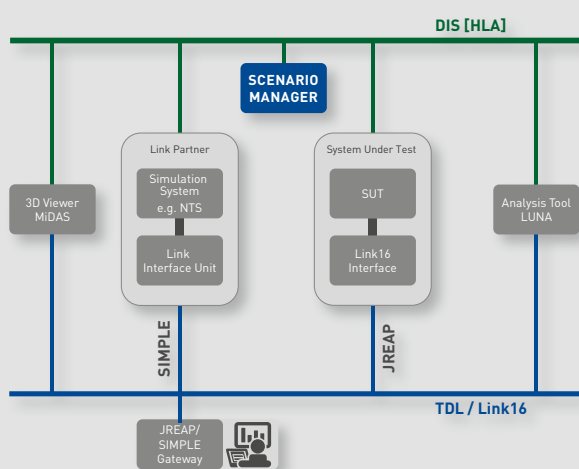 DIS [HLA]
SCENARIO
MANAGER
Link Partner
System Under Test
Simulation
System
e.g. NTS
SUT
3D Viewer
MiDAS
Analysis Tool
LUNA
Link
Interface Unit
Link16
Interface
SIMPLE
JREAP
TDL / Link16
JREAP/
SIMPLE
Gateway